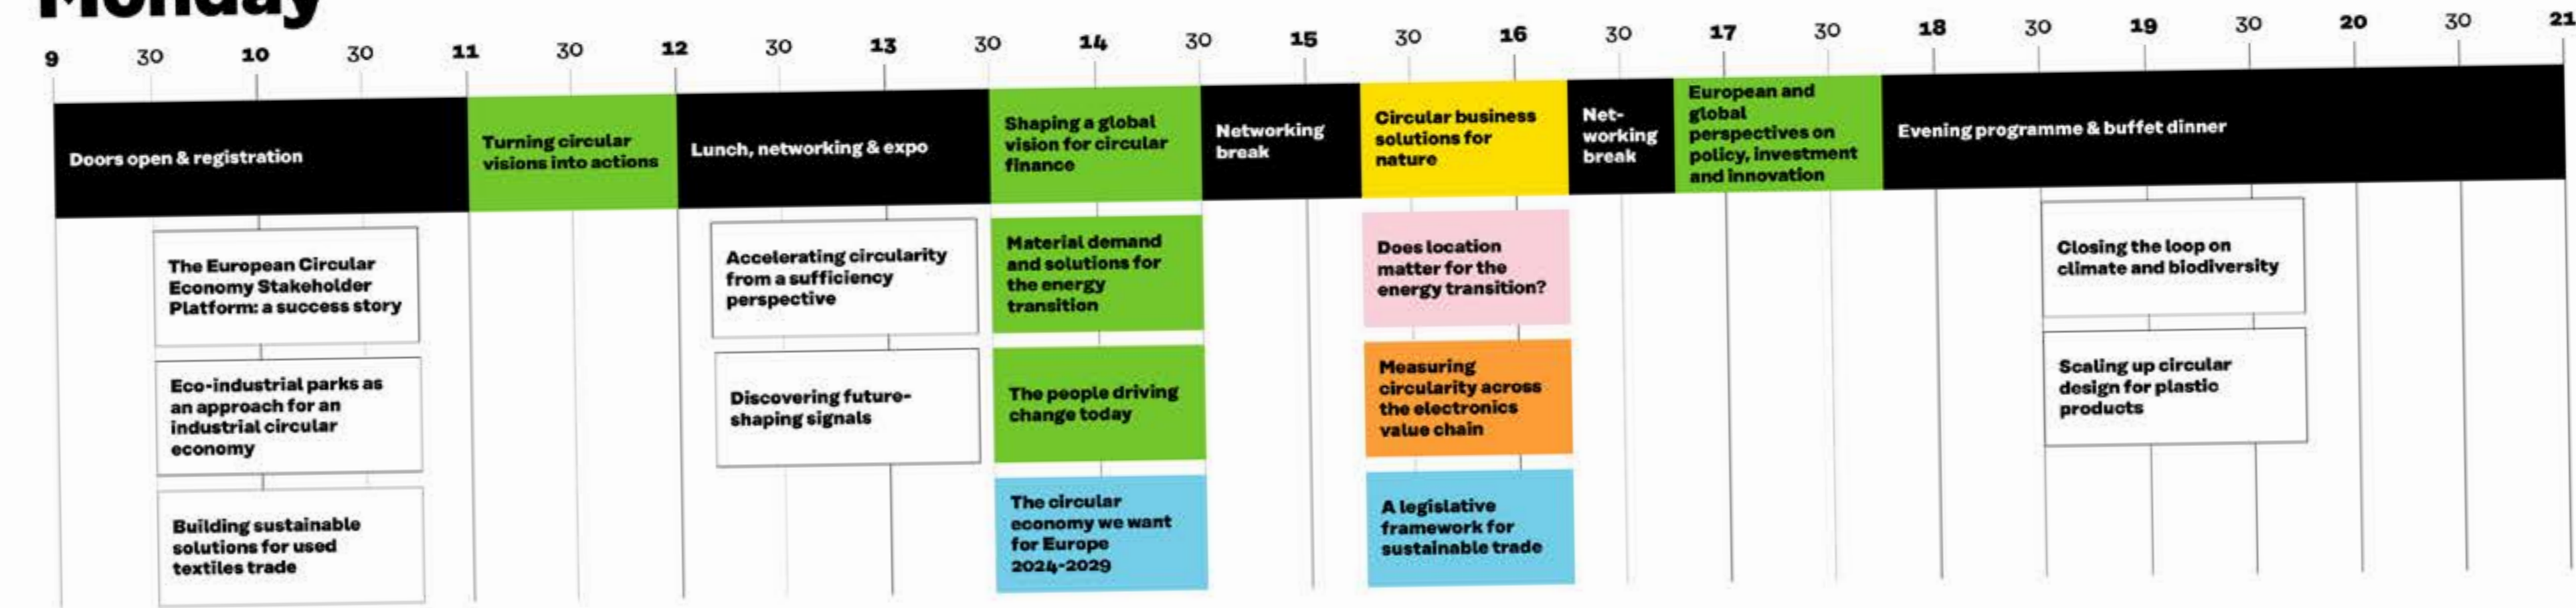 Monday
9 30 10 30 11 30 12 30 13 30 14 30 15 30 16 30 17 30 18 30 19 30 20 30 21
Doors open & registration
Turning circular
visions into actions
Lunch, networking & expo
Shaping a global
vision for circular
finance
Networking
break
Circular business
solutions for
nature
Net-
working
break
European and
global
perspectives on
policy, investment
and innovation
Evening programme & buffet dinner
The European Circular
Economy Stakeholder
Platform: a success story
Accelerating circularity
from a sufficiency
perspective
Material demand
and solutions for
the energy
transition
Does location
matter for the
energy transition?
Closing the loop on
climate and biodiversity
Eco-industrial parks as
an approach for an
industrial circular
economy
Discovering future-
shaping signals
The people driving
change today
Measuring
circularity across
the electronics
value chain
Scaling up circular
design for plastic
products
Building sustainable
solutions for used
textiles trade
The circular
economy we want
for Europe
2024-2029
A legislative
framework for
sustainable trade